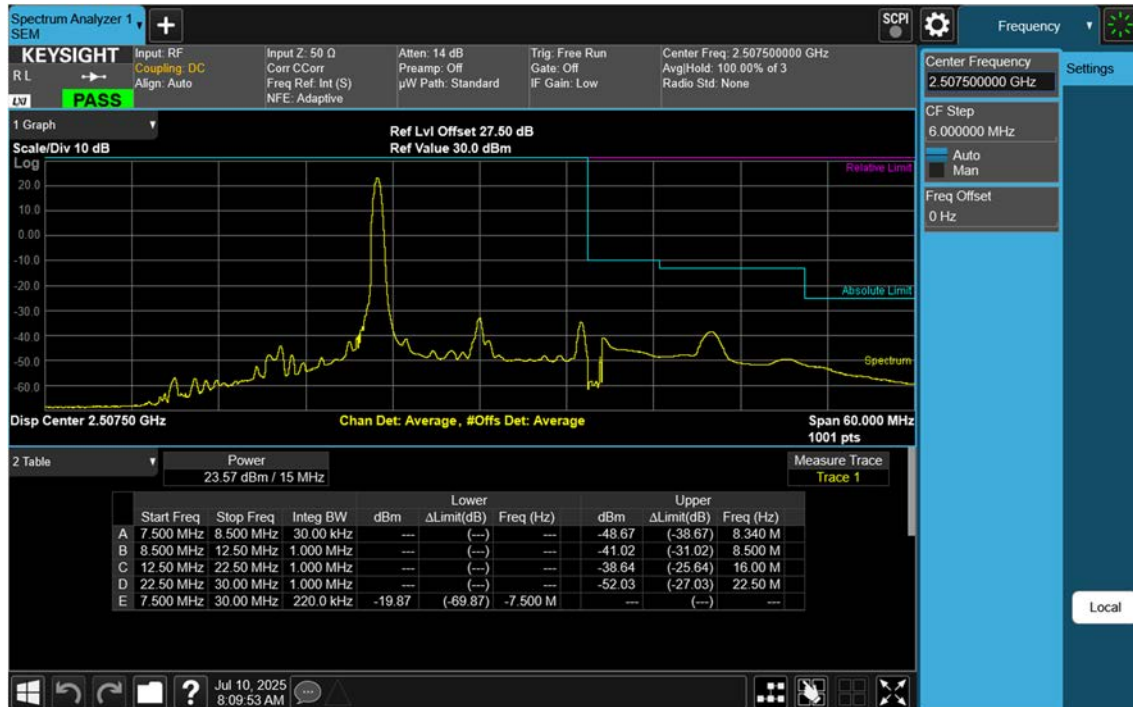 Spectrum Analyzer 1
SEM
SCPI
Frequency
KEYSIGHT
R L
LXI
PASS
Input: RF
Coupling: DC
Align: Auto
Input Z: 50 Ω
Corr CCorr
Freq Ref: Int (S)
NFE: Adaptive
Atten: 14 dB
Preamp: Off
µW Path: Standard
Trig: Free Run
Gate: Off
IF Gain: Low
Center Freq: 2.507500000 GHz
Avg|Hold: 100.00% of 3
Radio Std: None
Center Frequency
2.507500000 GHz
Settings
CF Step
6.000000 MHz
Auto
Man
Freq Offset
0 Hz
Local
1 Graph
Scale/Div 10 dB
Ref Lvl Offset 27.50 dB
Ref Value 30.0 dBm
Log
20.0
10.0
0.00
-10.0
-20.0
-30.0
-40.0
-50.0
-60.0
Relative Limit
Absolute Limit
Spectrum
Disp Center 2.50750 GHz
Chan Det: Average, #Offs Det: Average
Span 60.000 MHz
1001 pts
2 Table
Power
23.57 dBm / 15 MHz
Measure Trace
Trace 1
Lower Upper
Start Freq Stop Freq Integ BW dBm ΔLimit(dB) Freq (Hz) dBm ΔLimit(dB) Freq (Hz)
A 7.500 MHz 8.500 MHz 30.00 kHz --- (---) --- -48.67 (-38.67) 8.340 M
B 8.500 MHz 12.50 MHz 1.000 MHz --- (---) --- -41.02 (-31.02) 8.500 M
C 12.50 MHz 22.50 MHz 1.000 MHz --- (---) --- -38.64 (-25.64) 16.00 M
D 22.50 MHz 30.00 MHz 1.000 MHz --- (---) --- -52.03 (-27.03) 22.50 M
E 7.500 MHz 30.00 MHz 220.0 kHz -19.87 (-69.87) -7.500 M --- (---) ---
?
Jul 10, 2025
8:09:53 AM